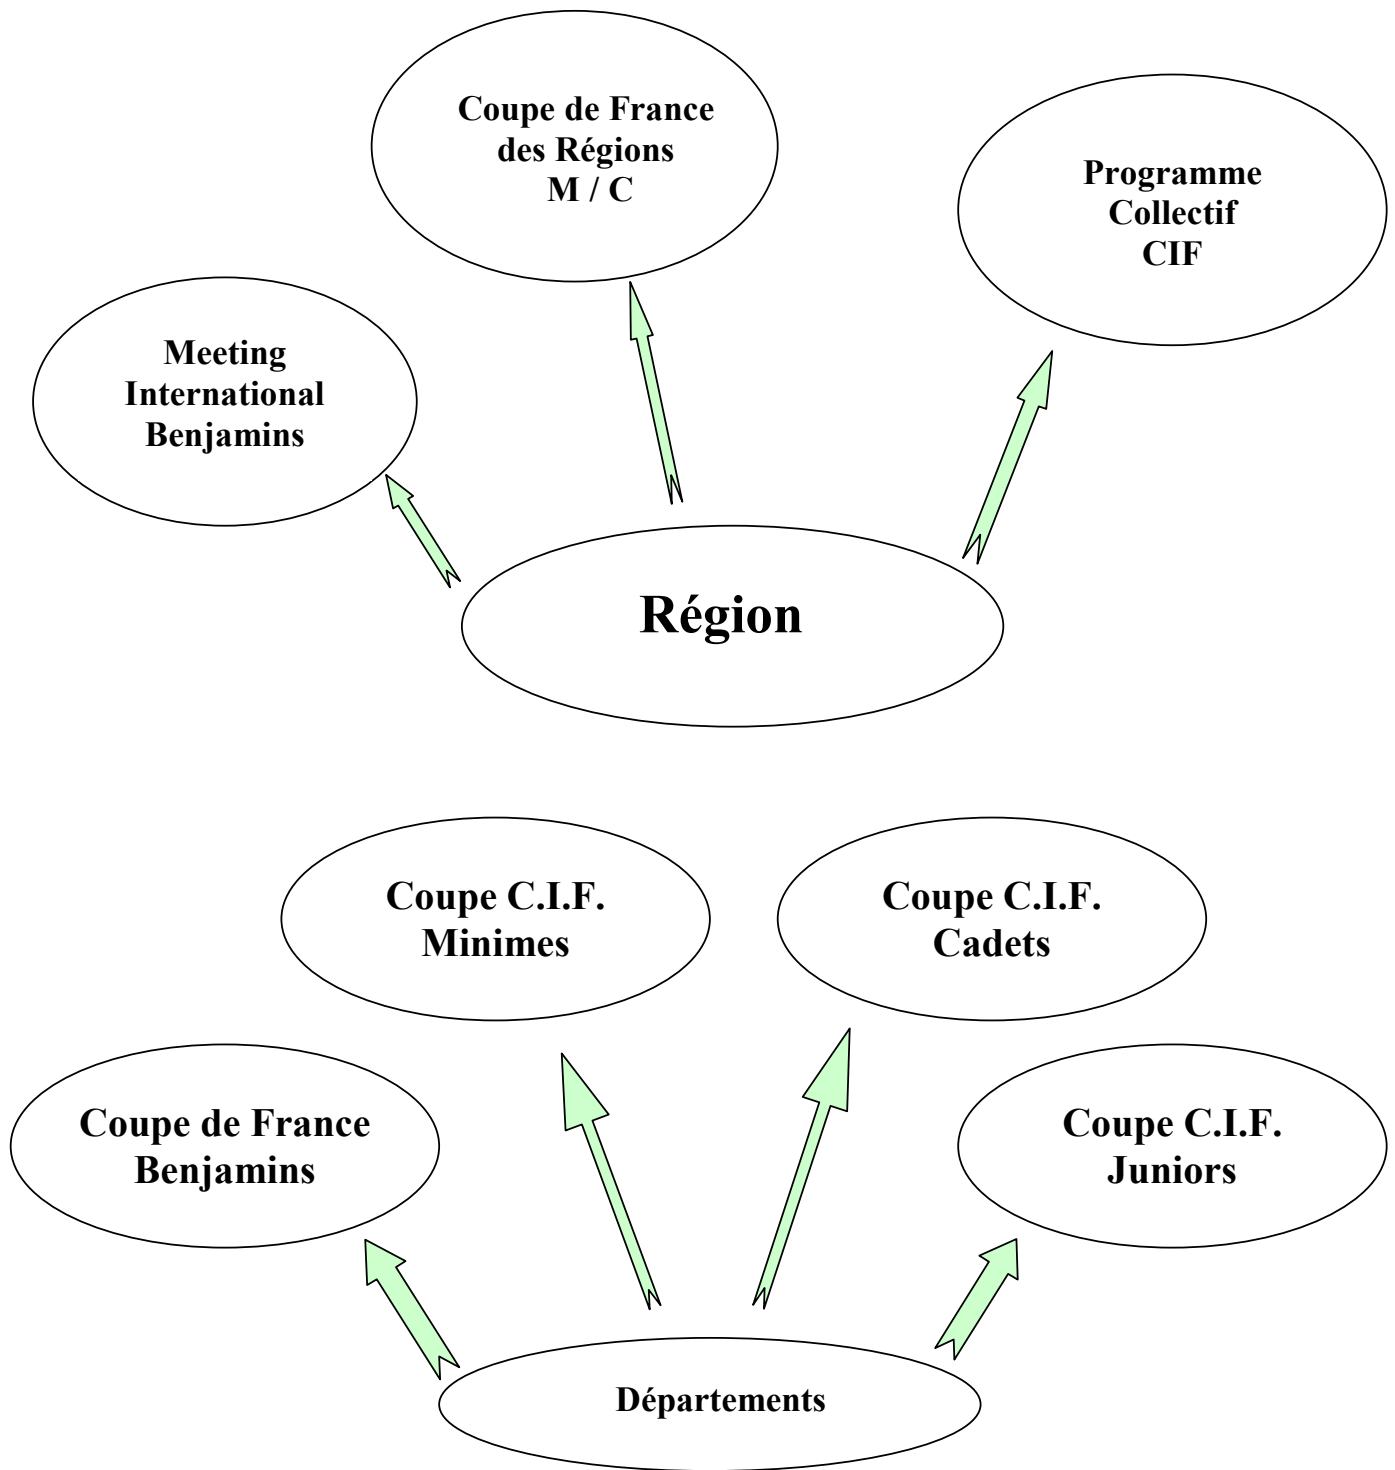 Coupe de France
des Régions
M / C
Programme
Collectif
CIF
Meeting
International
Benjamins
Région
Coupe C.I.F.
Minimes
Coupe C.I.F.
Cadets
Coupe de France
Benjamins
Coupe C.I.F.
Juniors
Départements